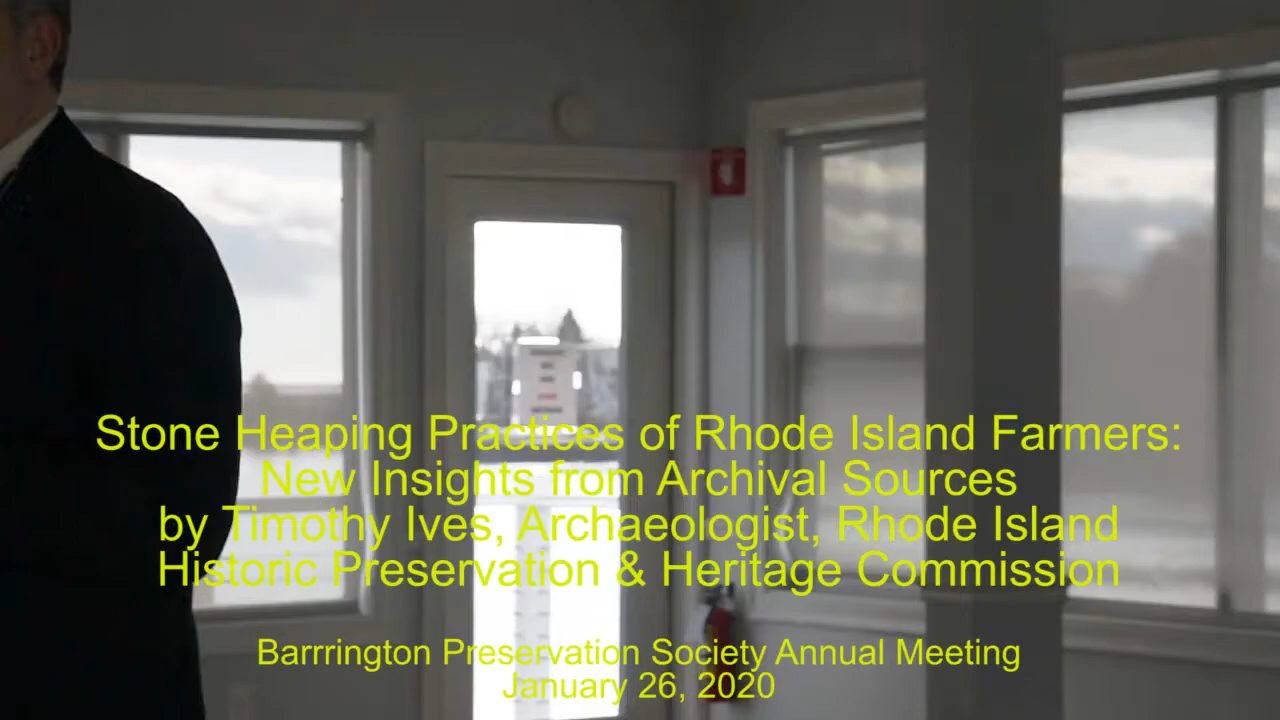 Stone Heaping Practices of Rhode Island Farmers:
New Insights from Archival Sources
by Timothy Ives, Archaeologist, Rhode Island
Historic Preservation & Heritage Commission
Barrrington Preservation Society Annual Meeting
January 26, 2020